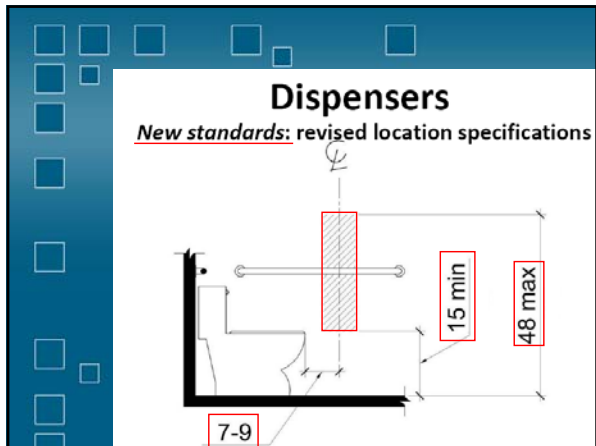 Dispensers
New standards: revised location specifications
℄
15 min
48 max
7-9